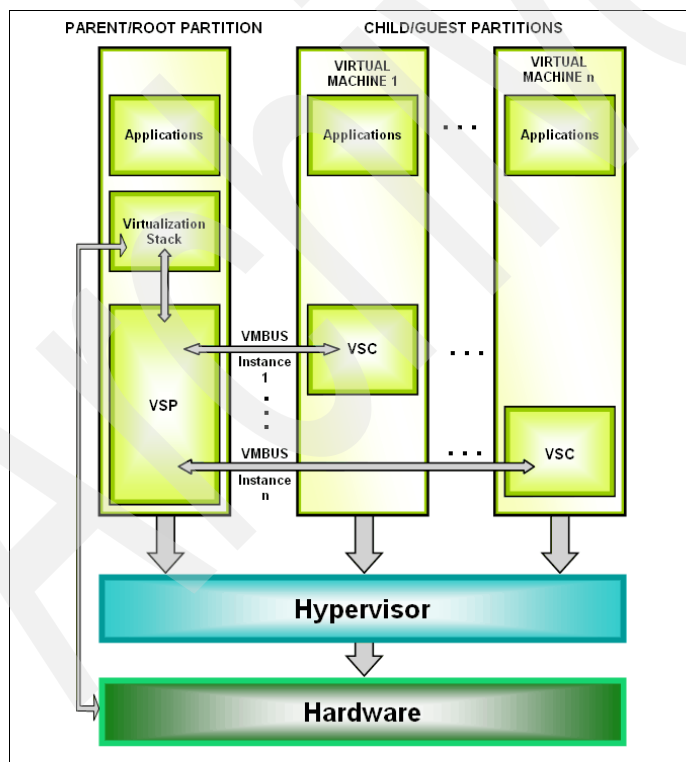 PARENT/ROOT PARTITION
CHILD/GUEST PARTITIONS
VIRTUAL
MACHINE 1
VIRTUAL
MACHINE n
Applications
Applications
. . .
Applications
Virtualization
Stack
VMBUS
Instance
1
VSC
. . .
VSP
VMBUS
Instance
n
. . .
VSC
Hypervisor
Hardware